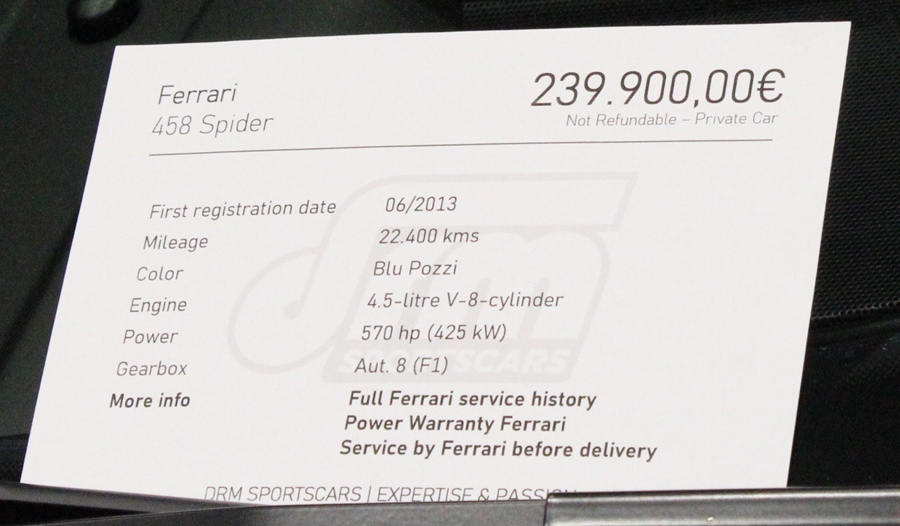 Ferrari
458 Spider
239.900,00€
Not Refundable – Private Car
First registration date 06/2013
Mileage 22.400 kms
Color Blu Pozzi
Engine 4.5-litre V-8-cylinder
Power 570 hp (425 kW)
Gearbox Aut. 8 (F1)
More info Full Ferrari service history
Power Warranty Ferrari
Service by Ferrari before delivery
drm
SPORTSCARS
DRM SPORTSCARS | EXPERTISE &